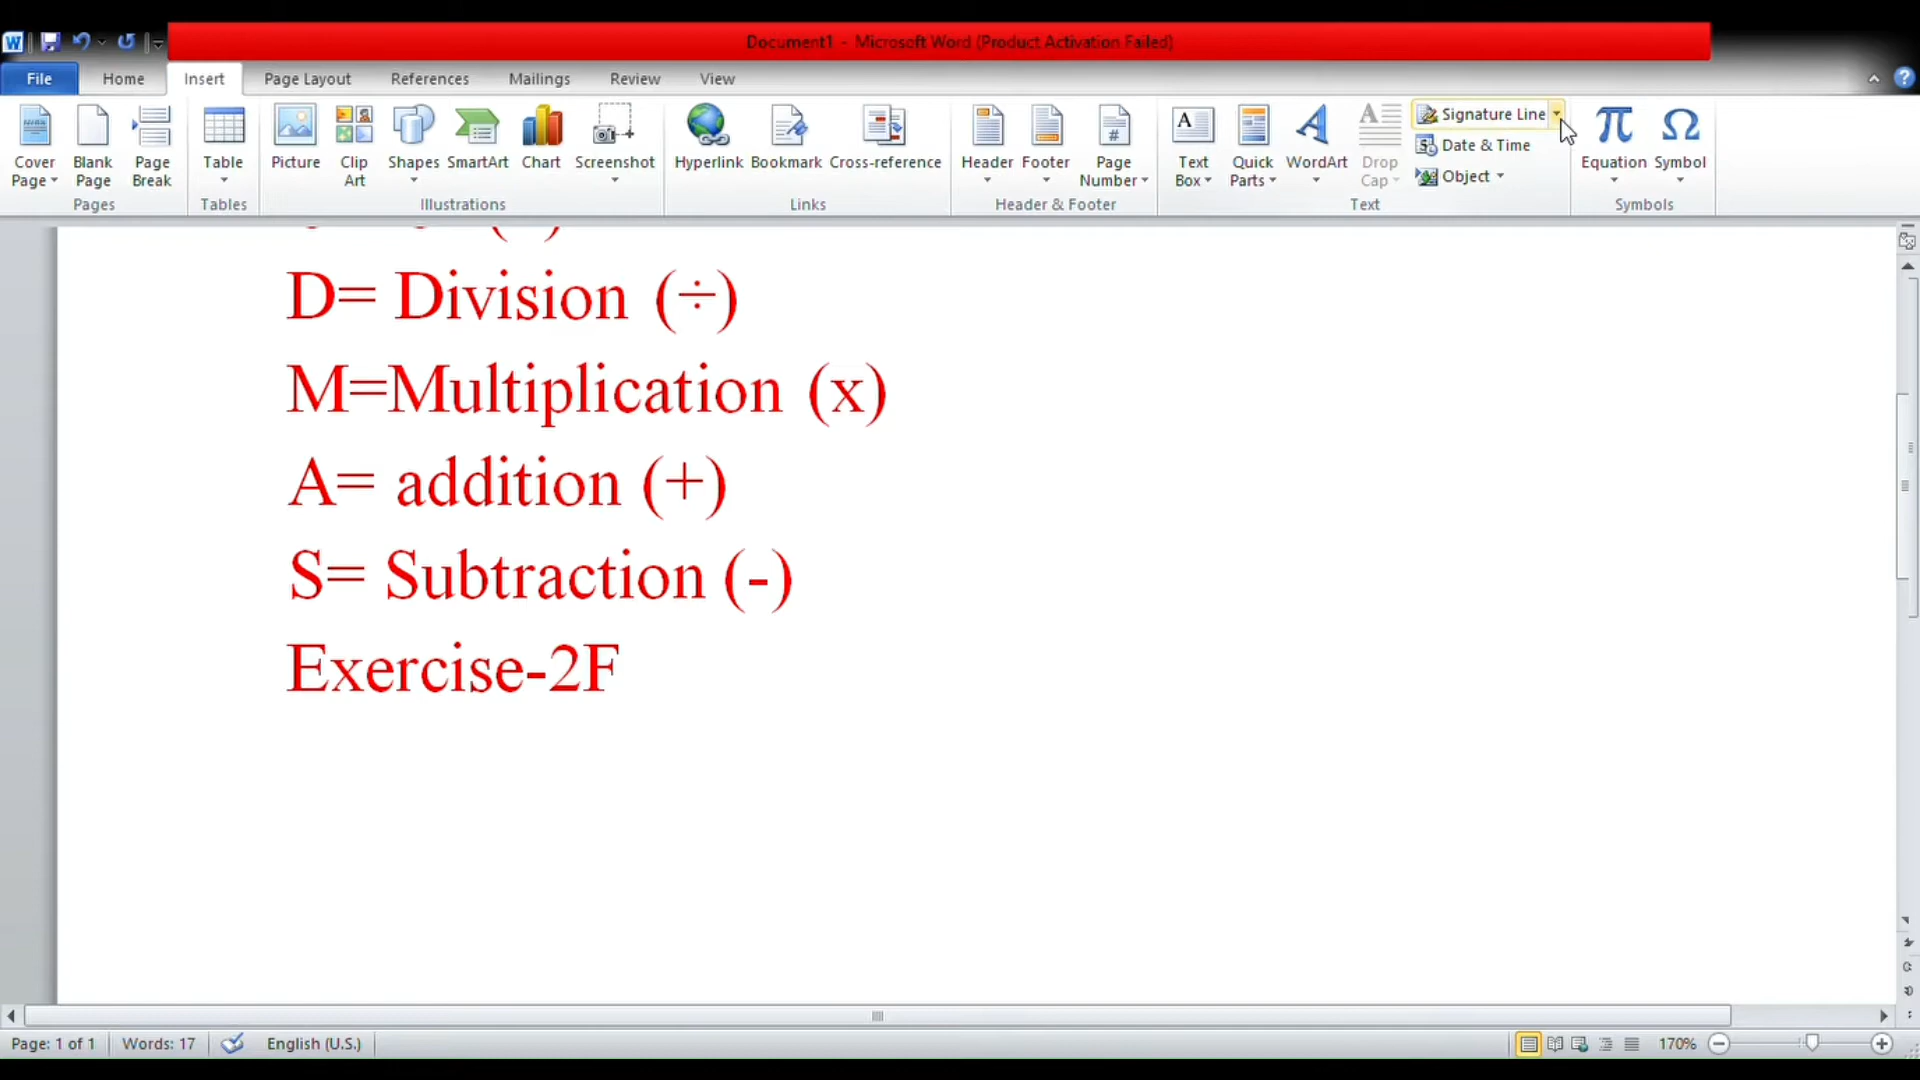 Document1 - Microsoft Word (Product Activation Failed)
File Home Insert Page Layout References Mailings Review View
Cover Page
Blank Page
Page Break
Table
Picture
Clip Art
Shapes
SmartArt
Chart
Screenshot
Hyperlink
Bookmark
Cross-reference
Header
Footer
Page Number
Text Box
Quick Parts
WordArt
Drop Cap
Signature Line
Date & Time
Object
Equation
Symbol
Pages Tables Illustrations Links Header & Footer Text Symbols
D= Division (÷)
M=Multiplication (x)
A= addition (+)
S= Subtraction (-)
Exercise-2F
Page: 1 of 1 Words: 17 English (U.S.) 170%